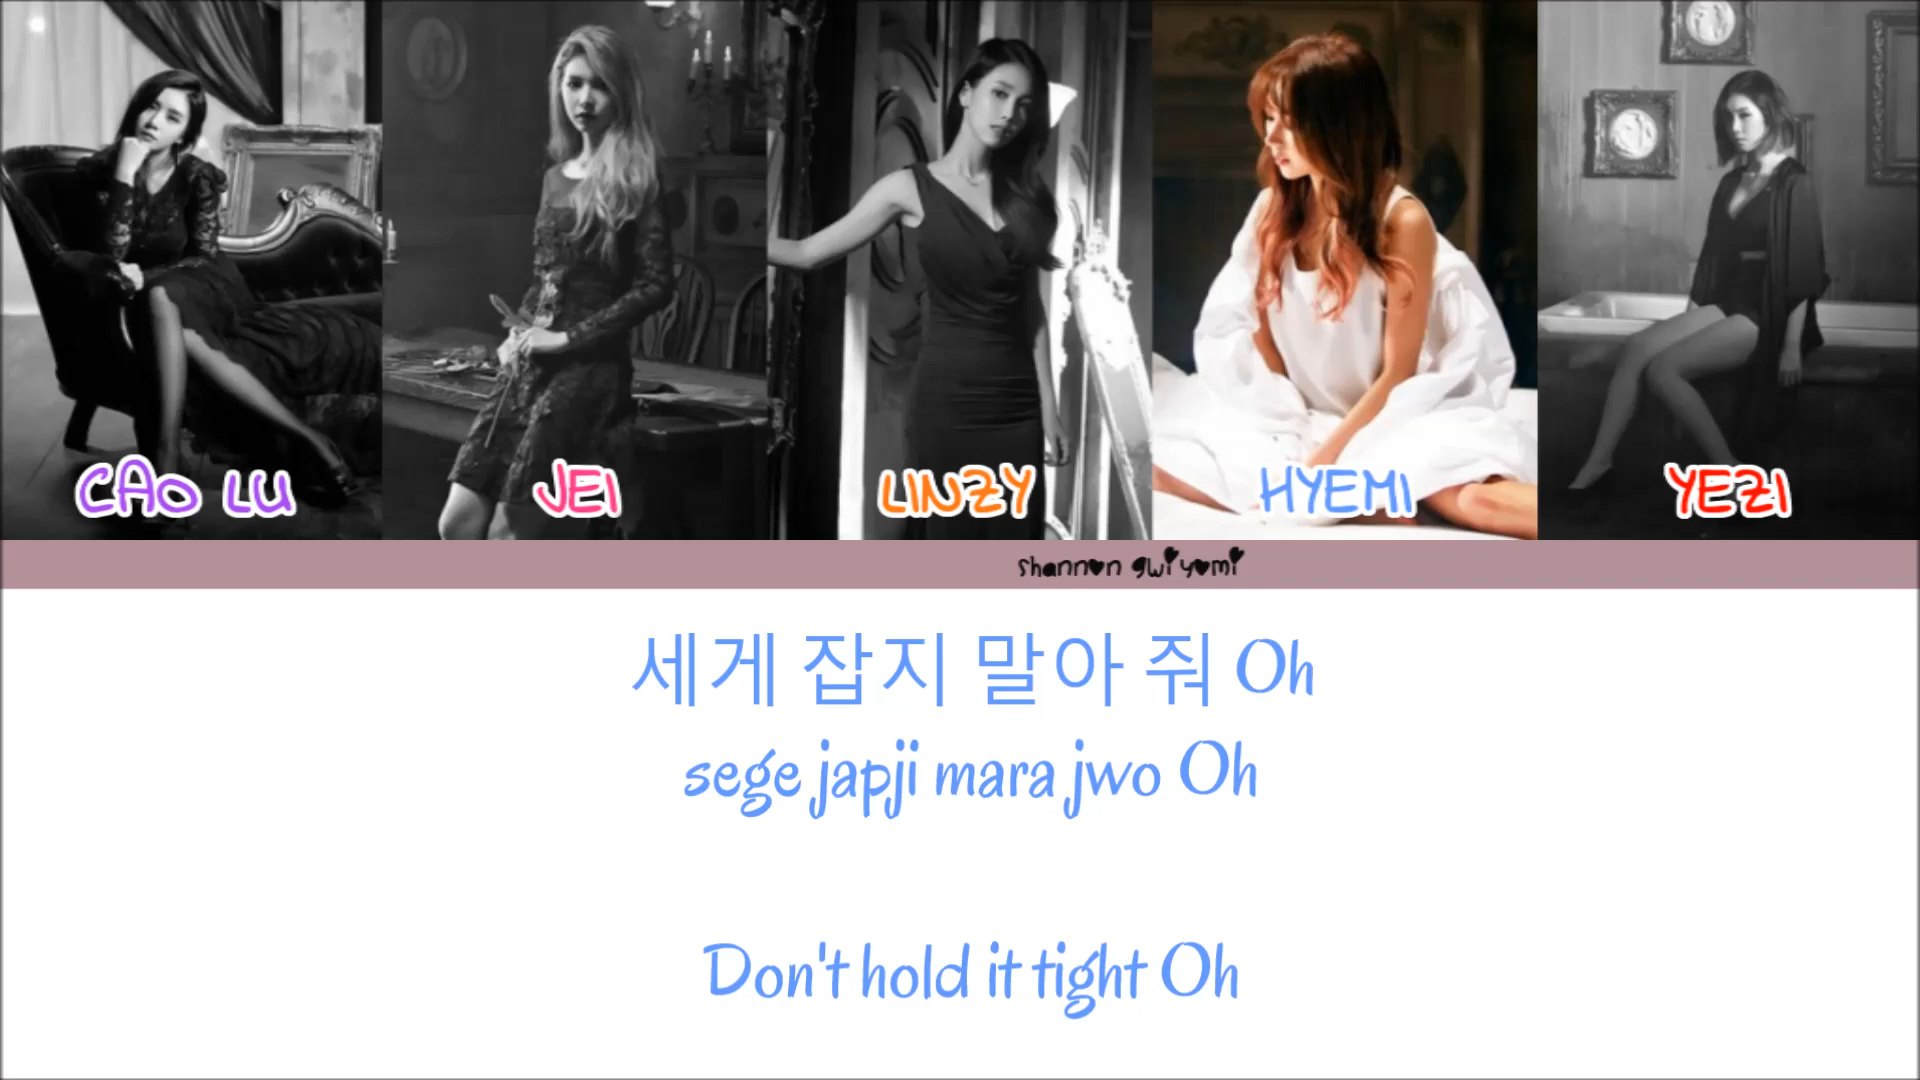 CAO LU
JEI
LINZY
HYEMI
YEZI
shannon gwiyomi
세게 잡지 말아 줘 Oh
sege japji mara jwo Oh
Don't hold it tight Oh